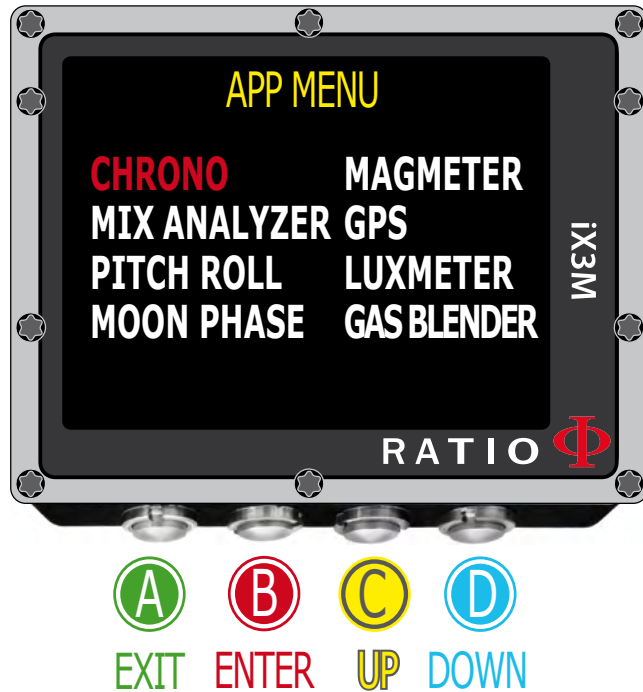 APP MENU
CHRONO MAGMETER
MIX ANALYZER GPS
PITCH ROLL LUXMETER
MOON PHASE GAS BLENDER
iX3M
RATIO
A B C D
EXIT ENTER UP DOWN